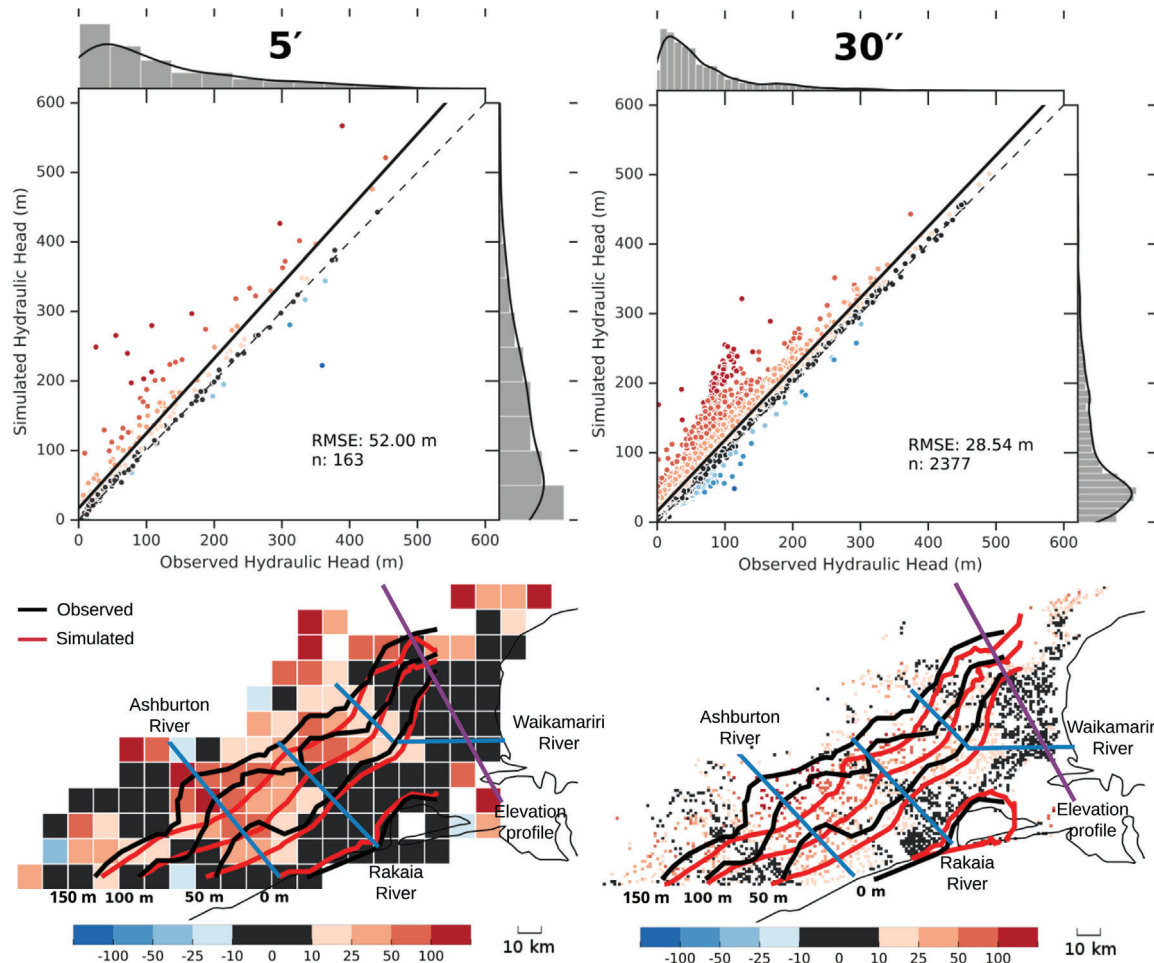 5′
30′′
600
500
400
300
200
100
0
Simulated Hydraulic Head (m)
RMSE: 52.00 m
n: 163
0 100 200 300 400 500 600
Observed Hydraulic Head (m)
600
500
400
300
200
100
0
Simulated Hydraulic Head (m)
RMSE: 28.54 m
n: 2377
0 100 200 300 400 500 600
Observed Hydraulic Head (m)
Observed
Simulated
Ashburton
River
Waikamariri
River
Elevation
profile
Rakaia
River
150 m 100 m 50 m 0 m
-100 -50 -25 -10 0 10 25 50 100
10 km
Ashburton
River
Waikamariri
River
Elevation
profile
Rakaia
River
150 m 100 m 50 m 0 m
-100 -50 -25 -10 0 10 25 50 100
10 km